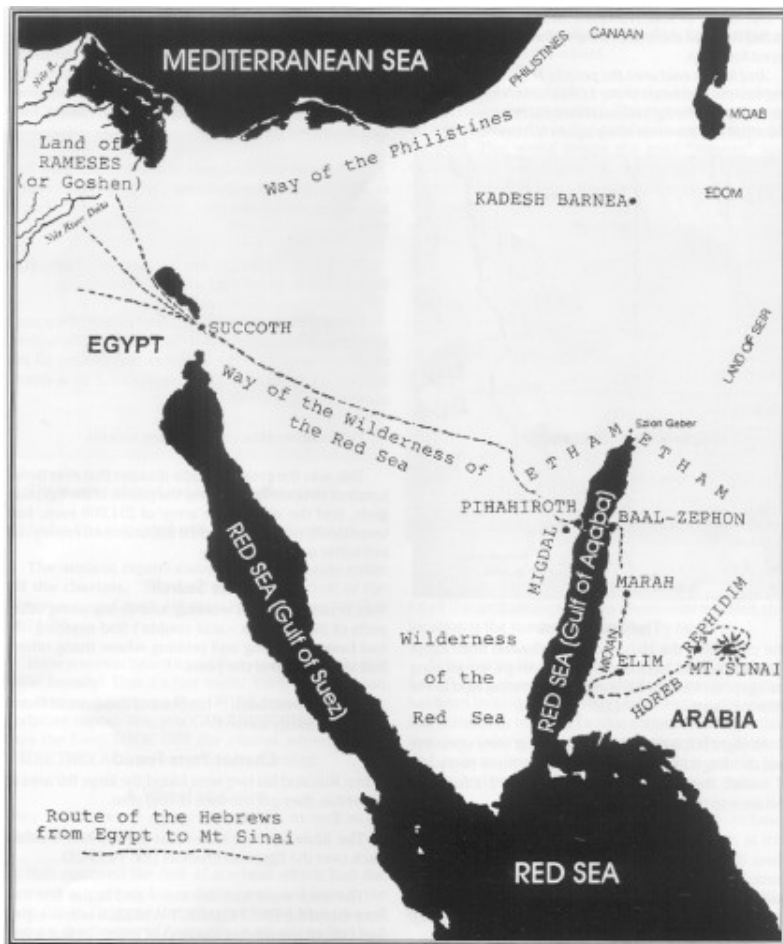 CANAAN
MEDITERRANEAN SEA
PHILISTINES
Nile R.
MOAB
Land of
RAMESES
(or Goshen)
Way of the Philistines
EDOM
KADESH BARNEA
Nile River Delta
SUCCOTH
EGYPT
LAND OF SEIR
Way of the Wilderness of
the Red Sea
Ezion Geber
ETHAM
ETHAM
PIHAHIROTH
BAAL-ZEPHON
MIGDAL
RED SEA (Gulf of Suez)
RED SEA (Gulf of Aqaba)
MARAH
REPHIDIM
Wilderness
of the
Red Sea
MIDIAN
ELIM
MT.SINAI
HOREB
ARABIA
Route of the Hebrews
from Egypt to Mt Sinai
RED SEA